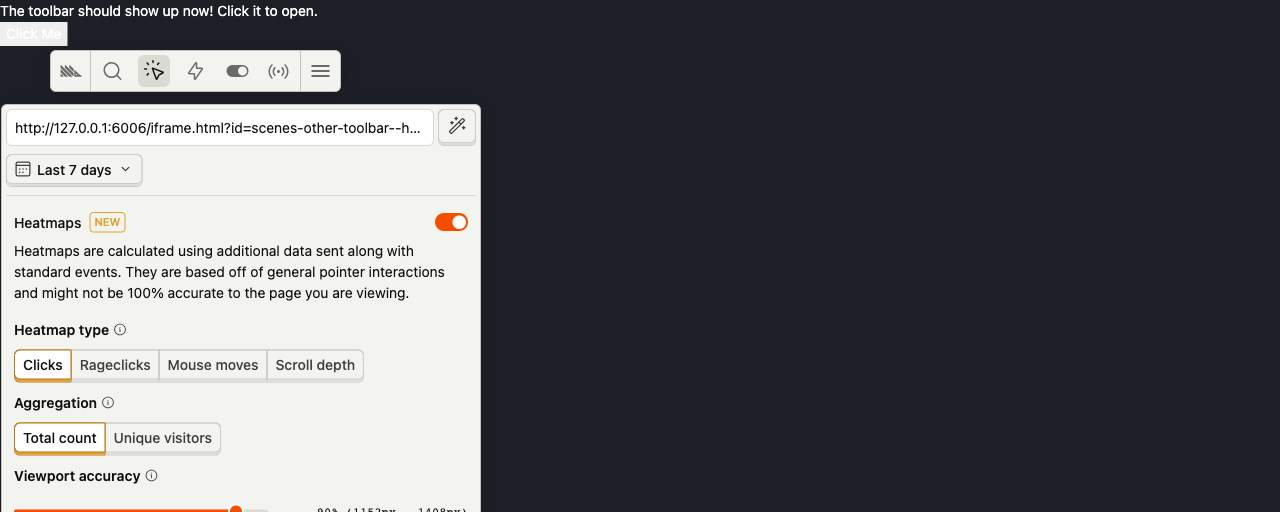 The toolbar should show up now! Click it to open.
Click Me
http://127.0.0.1:6006/iframe.html?id=scenes-other-toolbar--h...
Last 7 days
Heatmaps NEW
Heatmaps are calculated using additional data sent along with
standard events. They are based off of general pointer interactions
and might not be 100% accurate to the page you are viewing.
Heatmap type
Clicks Rageclicks Mouse moves Scroll depth
Aggregation
Total count Unique visitors
Viewport accuracy
90% (1152px - 1408px)